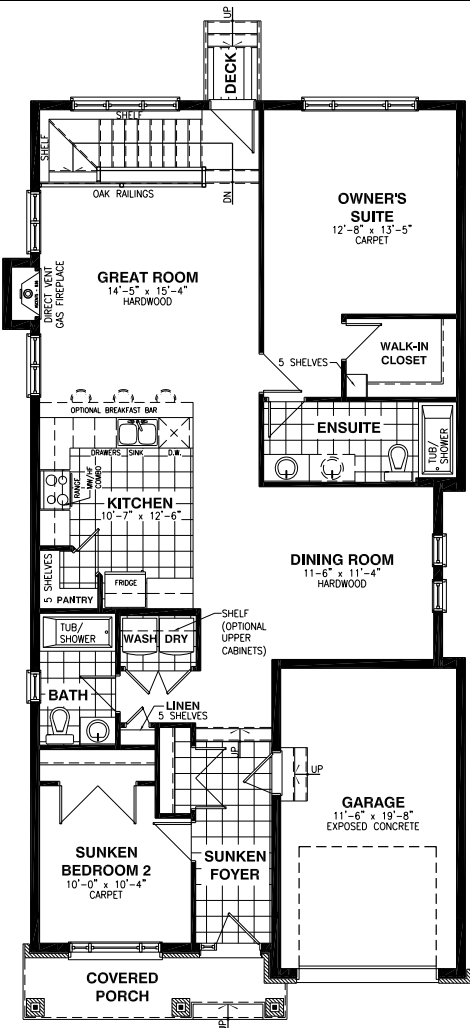 UP
DECK
SHELF
SHELF
OAK RAILINGS
DN
OWNER'S
SUITE
12'-8" x 13'-5"
CARPET
GREAT ROOM
14'-5" x 15'-4"
HARDWOOD
DIRECT VENT
GAS FIREPLACE
WALK-IN
CLOSET
5 SHELVES
OPTIONAL BREAKFAST BAR
ENSUITE
TUB/
SHOWER
DRAWERS
SINK
D.W.
RANGE
MW/HF
COMBO
KITCHEN
10'-7" x 12'-6"
DINING ROOM
11'-6" x 11'-4"
HARDWOOD
5 SHELVES
PANTRY
FRIDGE
TUB/
SHOWER
WASH
DRY
SHELF
(OPTIONAL
UPPER
CABINETS)
BATH
LINEN
5 SHELVES
UP
UP
GARAGE
11'-6" x 19'-8"
EXPOSED CONCRETE
SUNKEN
BEDROOM 2
10'-0" x 10'-4"
CARPET
SUNKEN
FOYER
COVERED
PORCH
UP